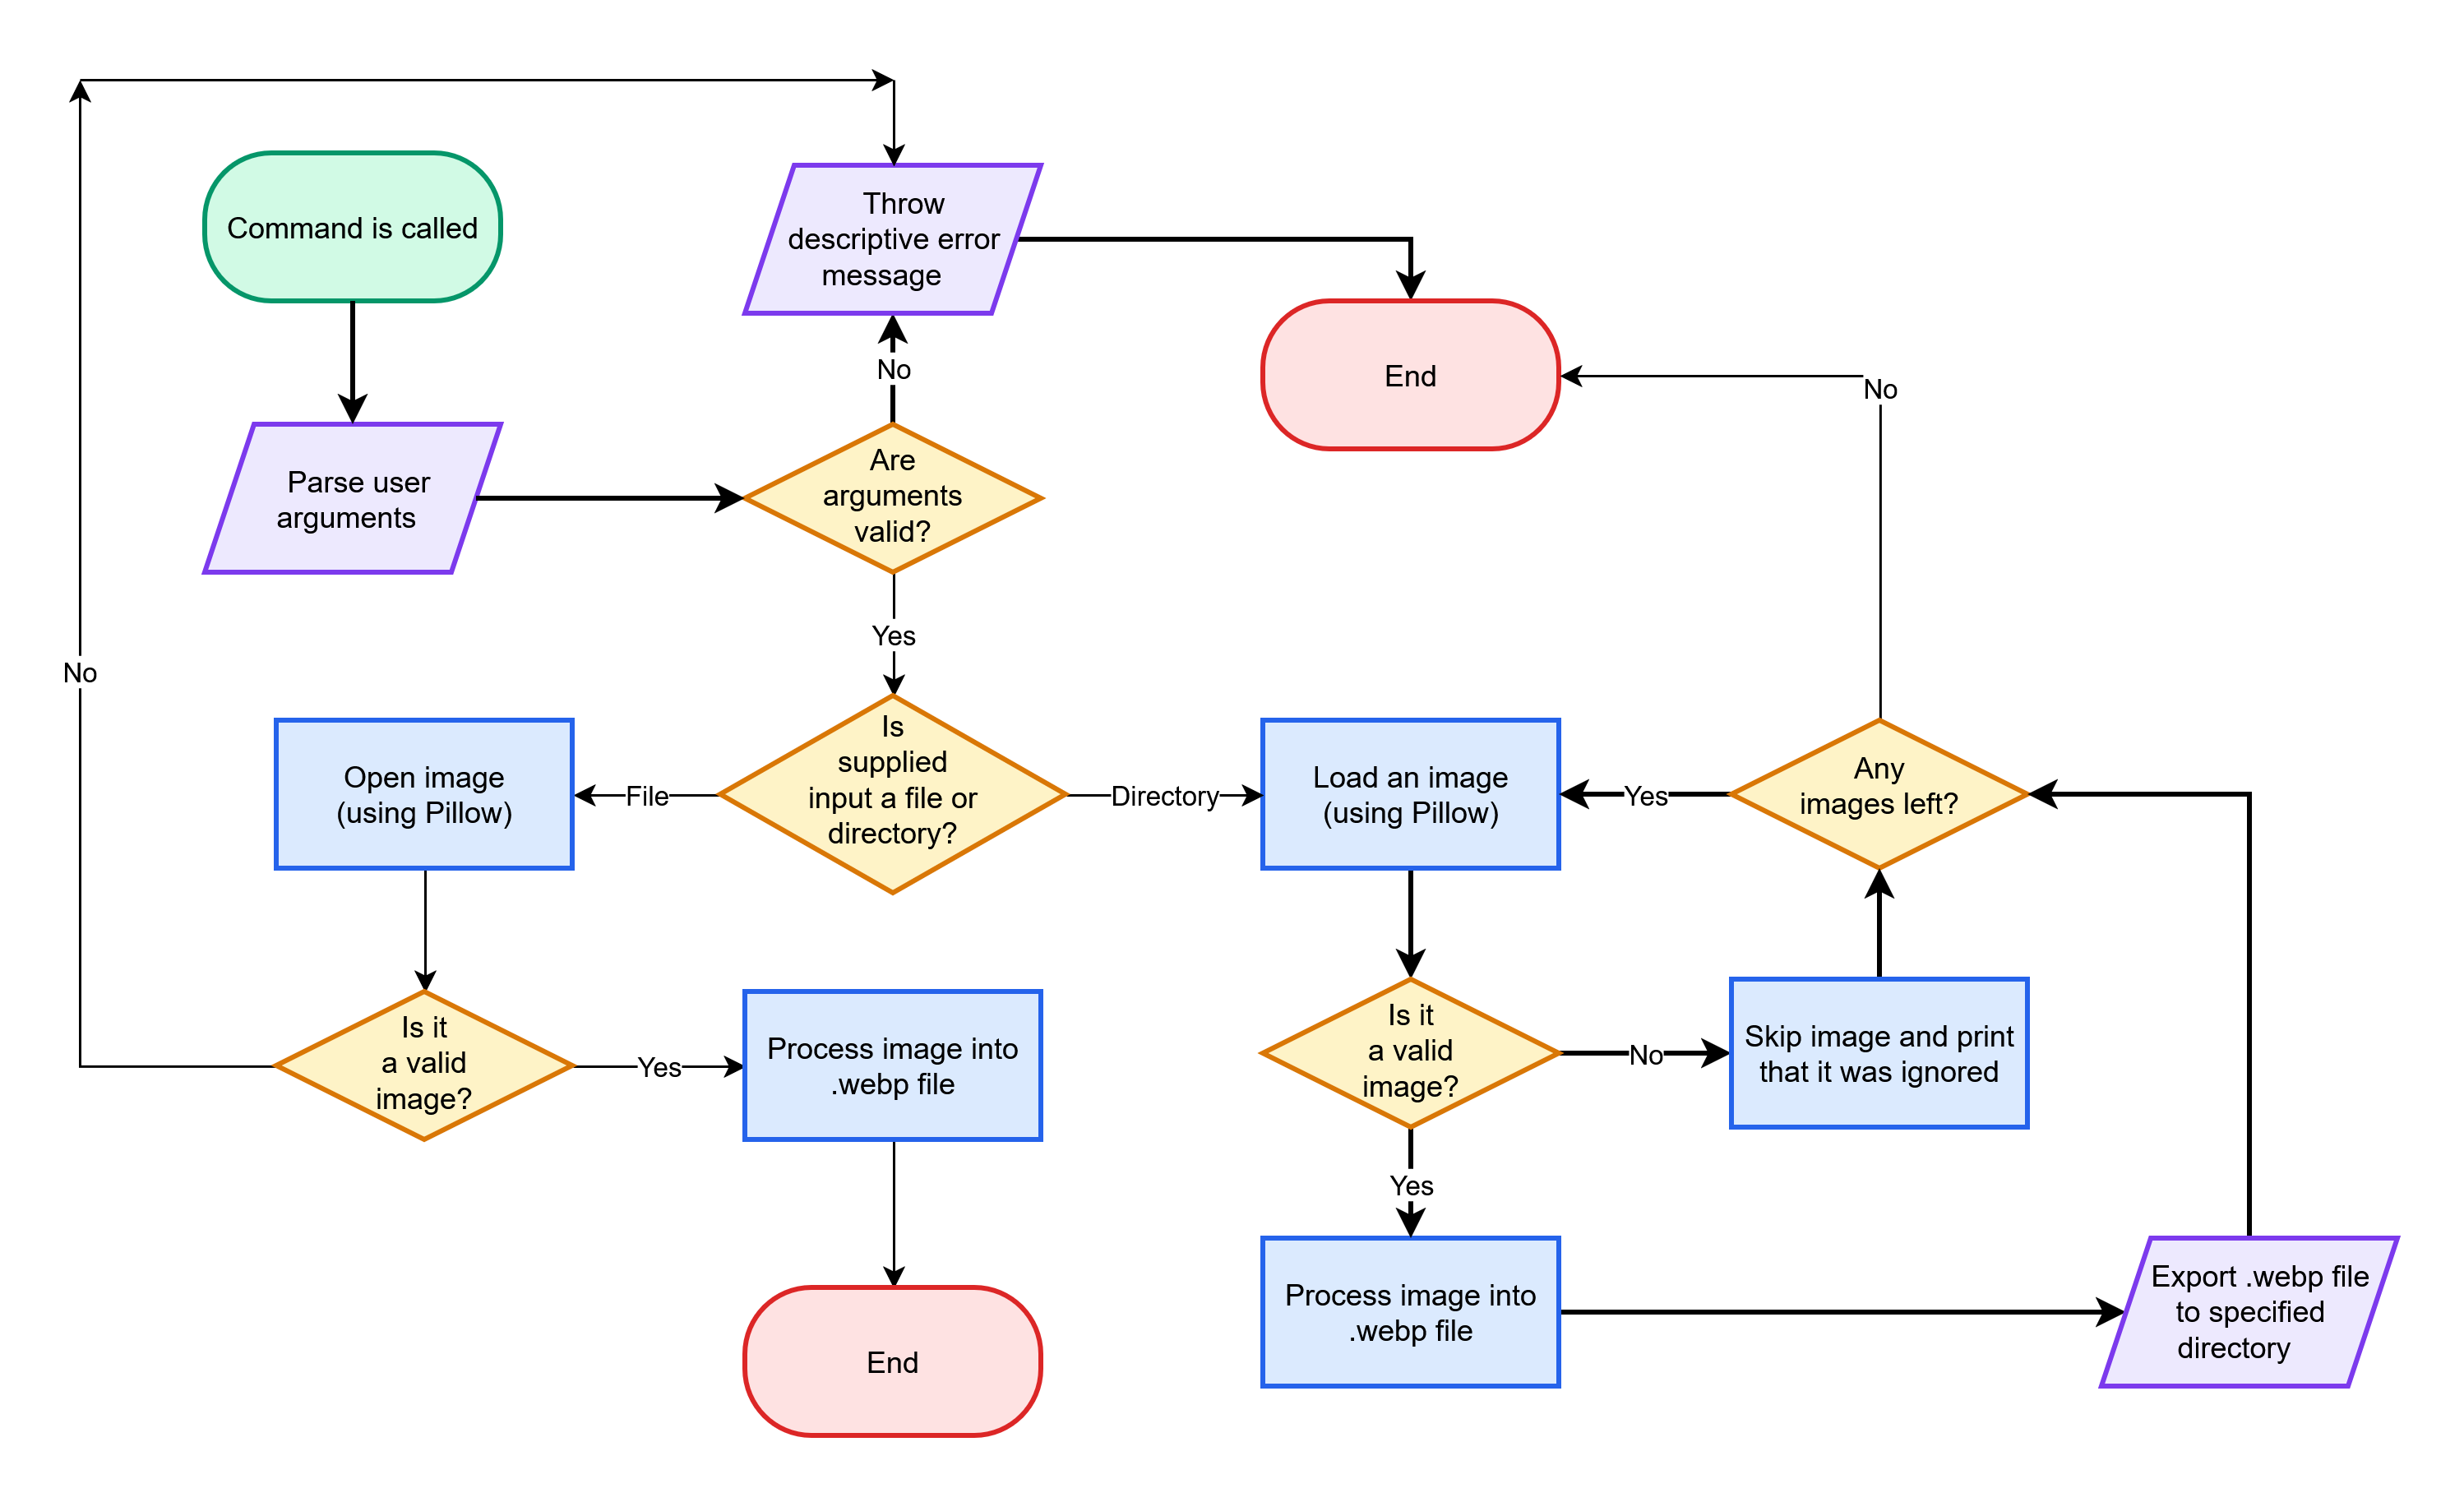 Command is called
Throw
descriptive error
message
End
No
No
Parse user
arguments
Are
arguments
valid?
Yes
No
Open image
(using Pillow)
File
Is
supplied
input a file or
directory?
Directory
Load an image
(using Pillow)
Yes
Any
images left?
Is it
a valid
image?
Yes
Process image into
.webp file
Is it
a valid
image?
No
Skip image and print
that it was ignored
Yes
Process image into
.webp file
Export .webp file
to specified
directory
End